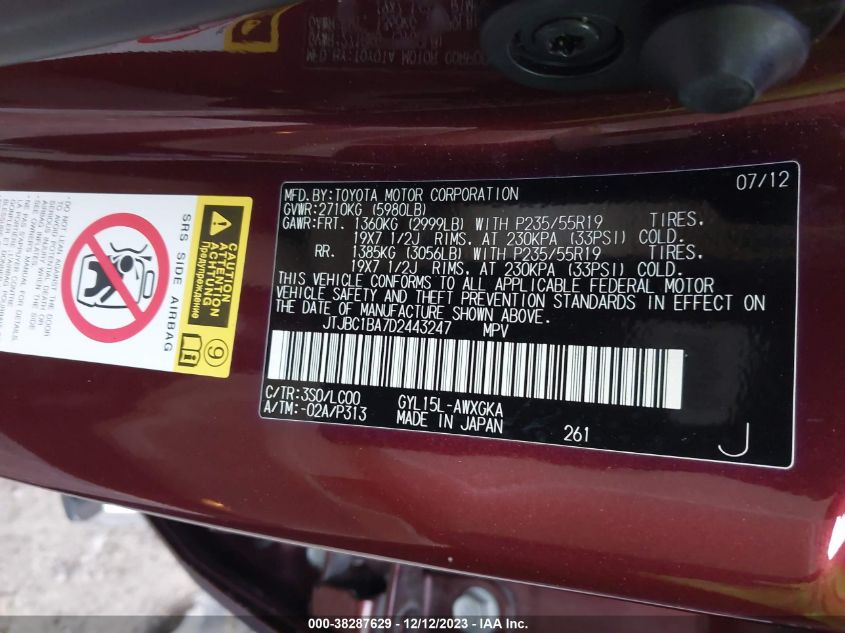 MFD.BY:TOYOTA MOTOR CORPORATION 07/12
GVWR:2710KG (5980LB)
GAWR:FRT. 1360KG (2999LB) WITH P235/55R19 TIRES.
19X7 1/2J RIMS. AT 230KPA (33PSI) COLD.
RR. 1385KG (3056LB) WITH P235/55R19 TIRES.
19X7 1/2J RIMS. AT 230KPA (33PSI) COLD.
THIS VEHICLE CONFORMS TO ALL APPLICABLE FEDERAL MOTOR
VEHICLE SAFETY AND THEFT PREVENTION STANDARDS IN EFFECT ON
THE DATE OF MANUFACTURE SHOWN ABOVE.
JTJBC1BA7D2443247 MPV
C/TR:3S0/LC00 GYL15L-AWXGKA
A/TM:-02A/P313 MADE IN JAPAN 261
J
SRS SIDE AIRBAG
CAUTION
ATTENTION
ACHTUNG
Предупреждение
9
000-38287629 - 12/12/2023 - IAA Inc.